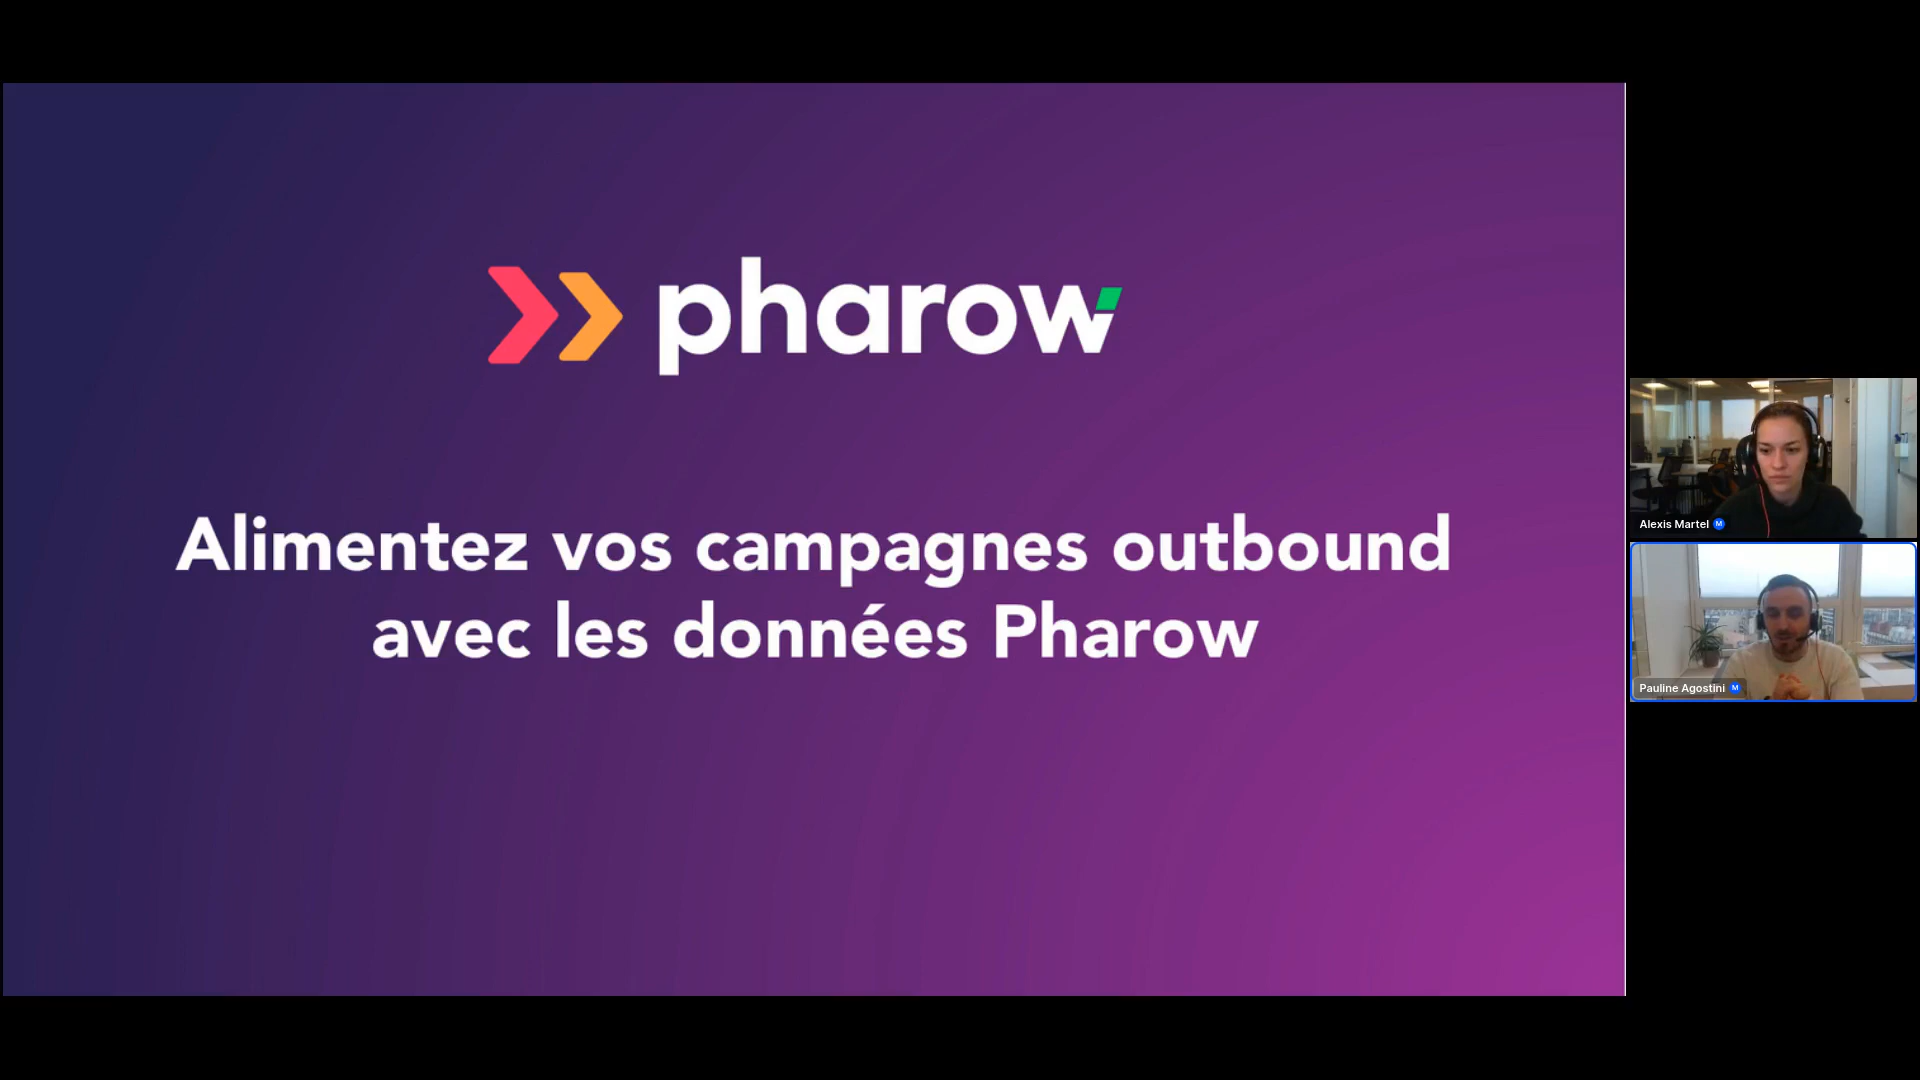 pharow
Alimentez vos campagnes outbound
avec les données Pharow
Alexis Martel M
Pauline Agostini M